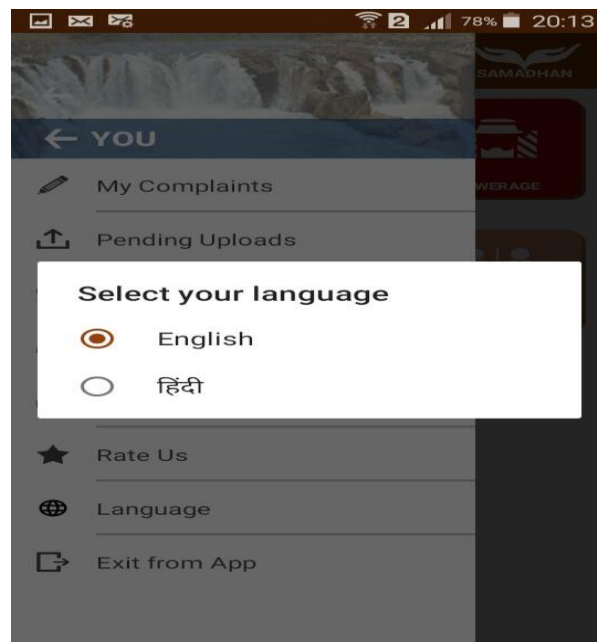 2 78% 20:13
SAMADHAN
← YOU
WERAGE
My Complaints
Pending Uploads
Select your language
English
हिंदी
Rate Us
Language
Exit from App